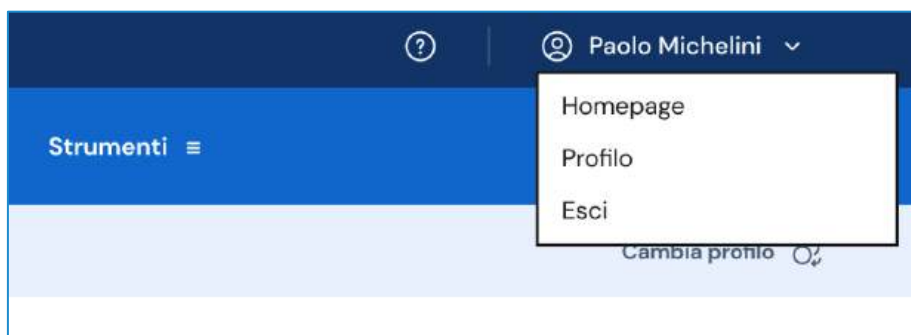 Paolo Michelini
Homepage
Strumenti
Profilo
Esci
Cambia profilo